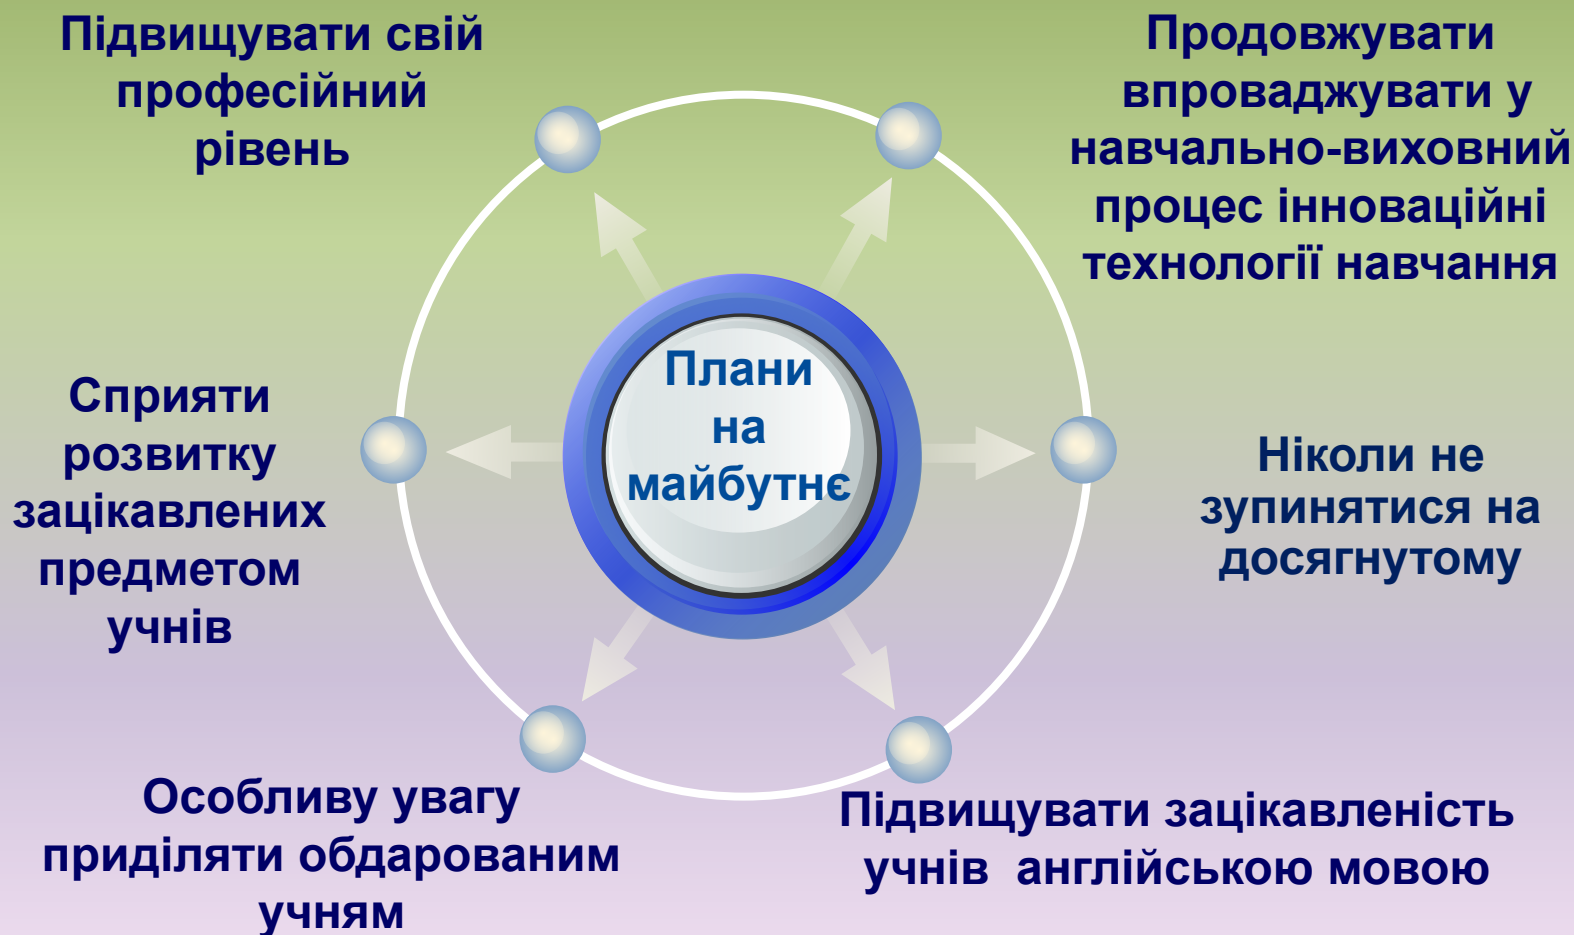 Підвищувати свій
професійний
рівень
Продовжувати
впроваджувати у
навчально-виховний
процес інноваційні
технології навчання
Плани
на
майбутнє
Сприяти
розвитку
зацікавлених
предметом
учнів
Ніколи не
зупинятися на
досягнутому
Особливу увагу
приділяти обдарованим
учням
Підвищувати зацікавленість
учнів англійською мовою